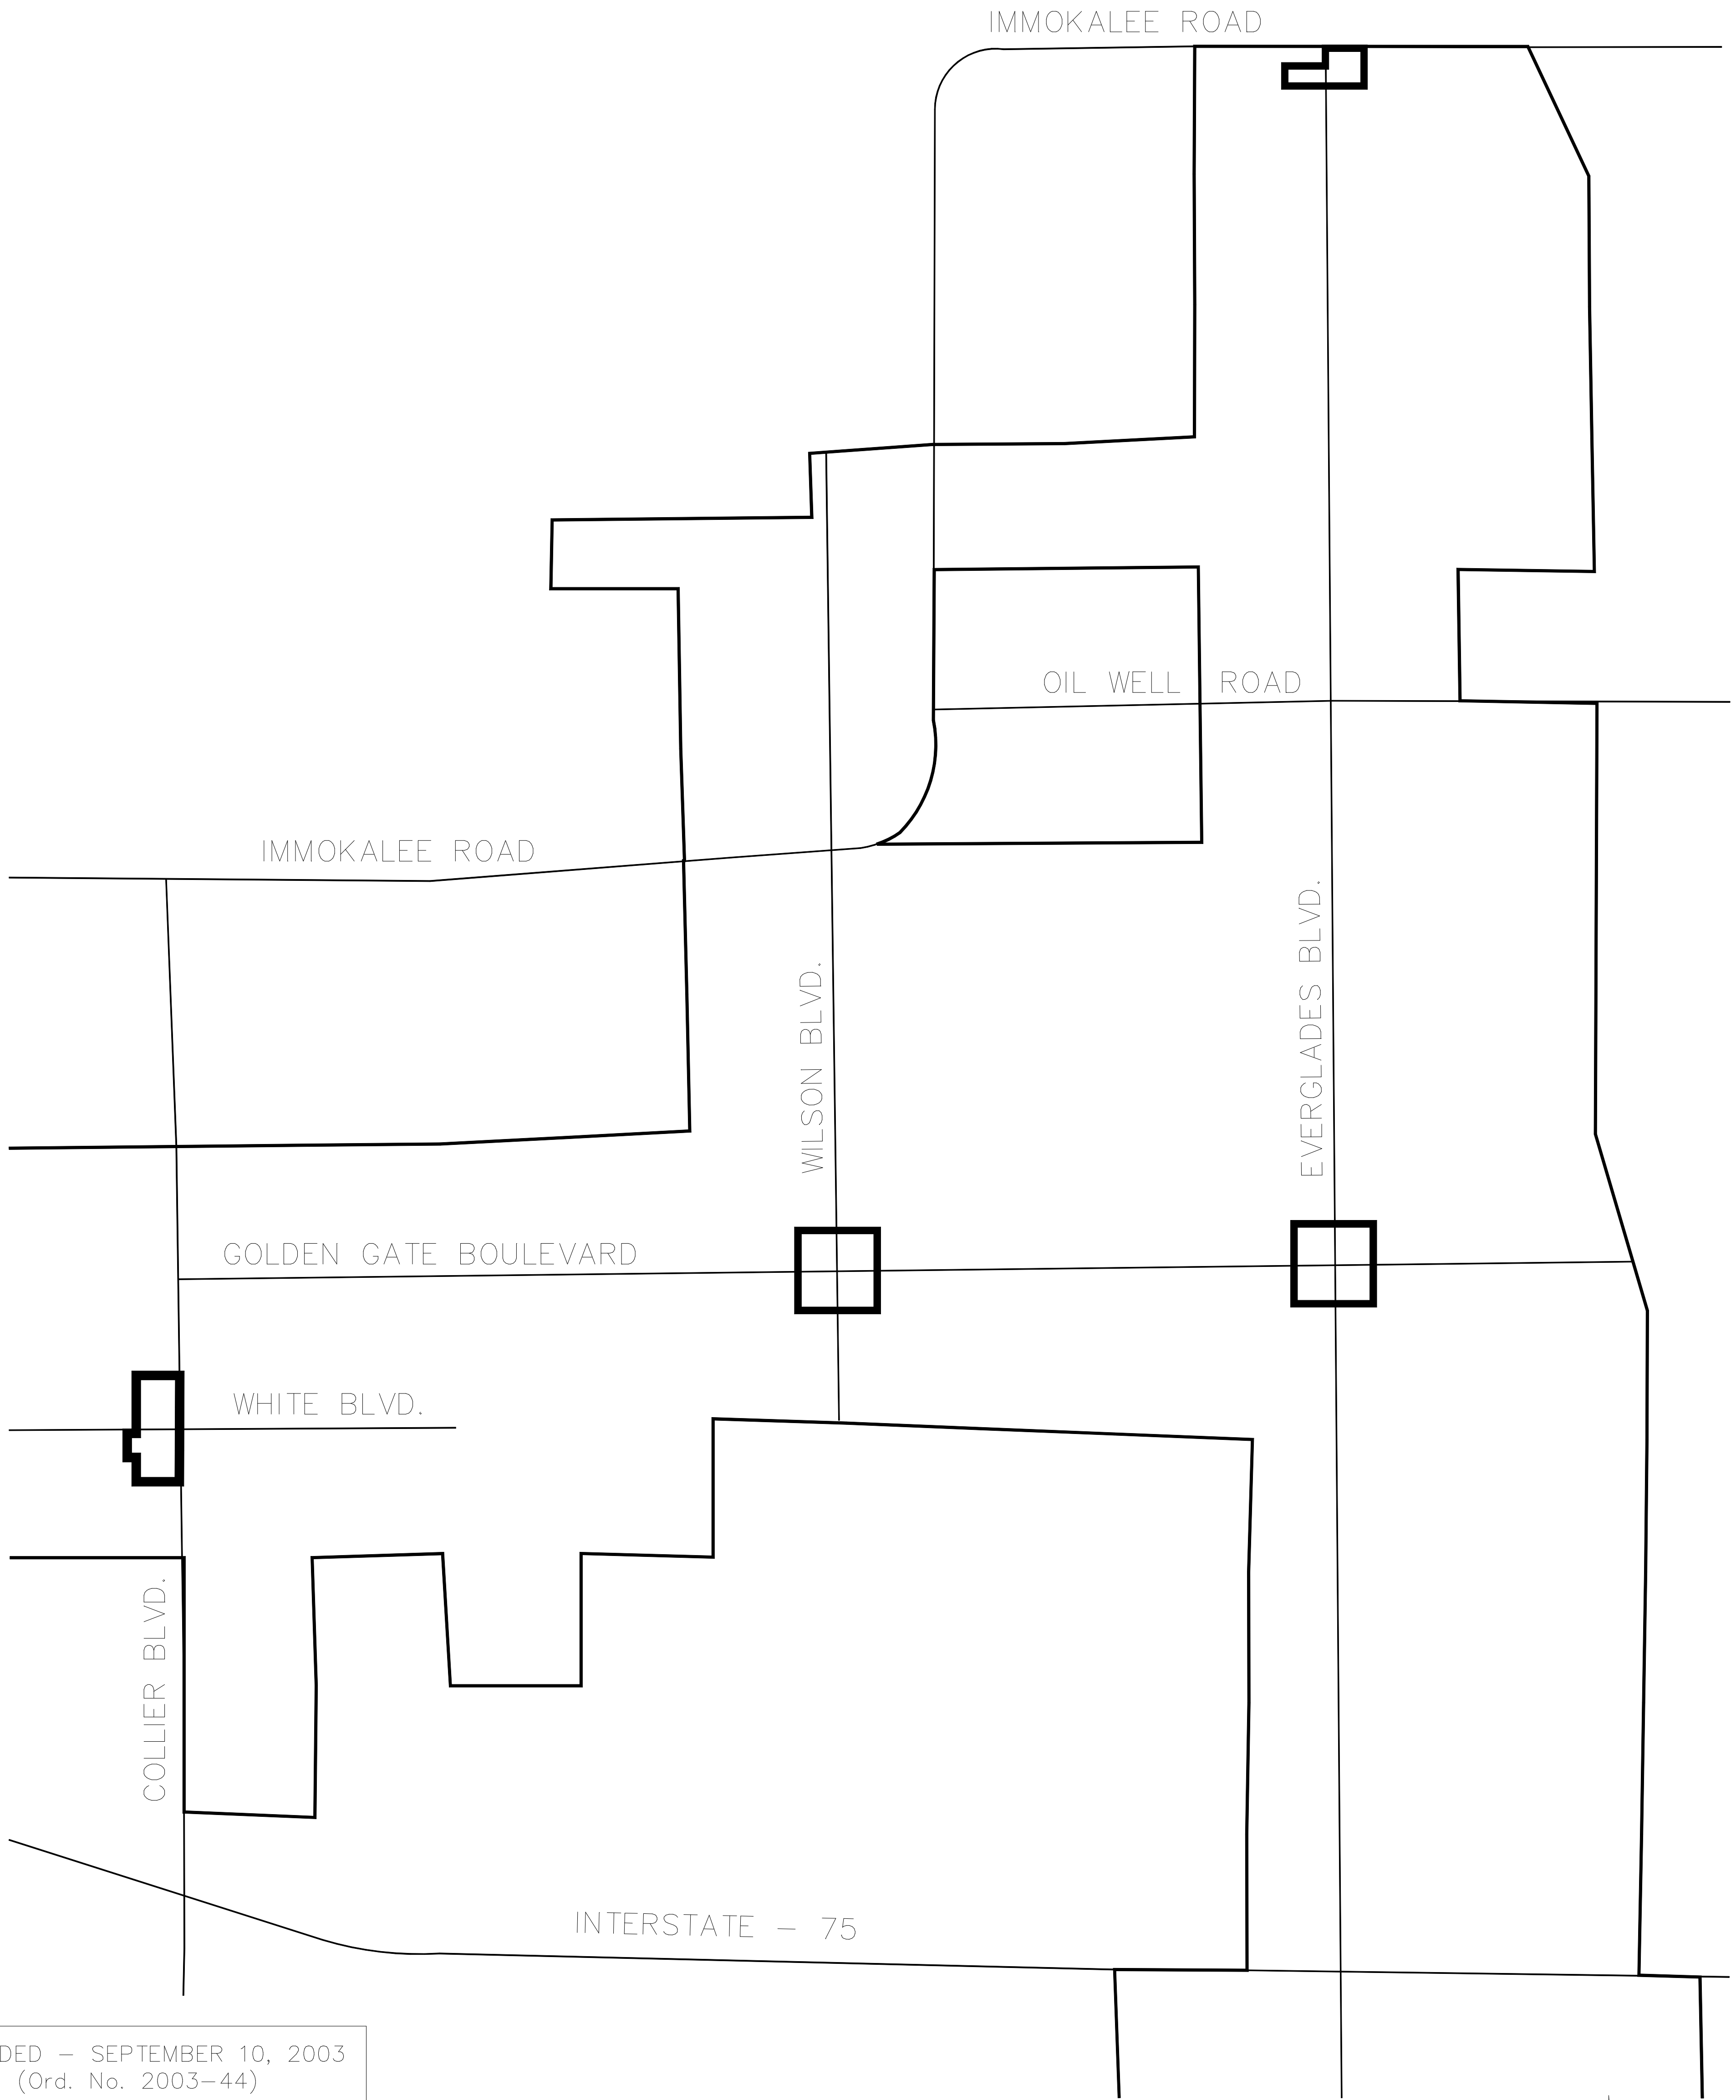 IMMOKALEE ROAD
OIL WELL ROAD
IMMOKALEE ROAD
EVERGLADES BLVD.
WILSON BLVD.
GOLDEN GATE BOULEVARD
WHITE BLVD.
COLLIER BLVD.
INTERSTATE - 75
DED - SEPTEMBER 10, 2003
(Ord. No. 2003-44)